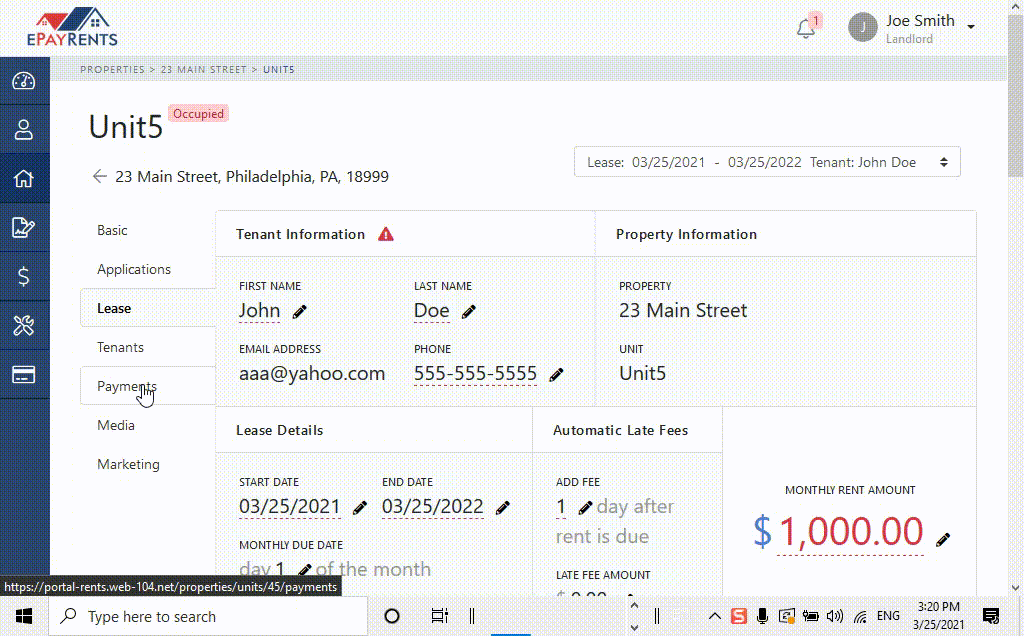 EPAYRENTS
1
J
Joe Smith
Landlord
PROPERTIES > 23 MAIN STREET > UNIT5
Unit5
Occupied
Lease: 03/25/2021 - 03/25/2022 Tenant: John Doe
23 Main Street, Philadelphia, PA, 18999
Basic
Applications
Lease
Tenants
Payments
Media
Marketing
Tenant Information
Property Information
FIRST NAME
LAST NAME
John
Doe
EMAIL ADDRESS
PHONE
aaa@yahoo.com
555-555-5555
PROPERTY
23 Main Street
UNIT
Unit5
Lease Details
Automatic Late Fees
START DATE
END DATE
03/25/2021
03/25/2022
MONTHLY DUE DATE
day 1 of the month
ADD FEE
1 day after
rent is due
LATE FEE AMOUNT
$ 0.00
MONTHLY RENT AMOUNT
$ 1,000.00
https://portal-rents.web-104.net/properties/units/45/payments
Type here to search
S
ENG
3:20 PM
3/25/2021